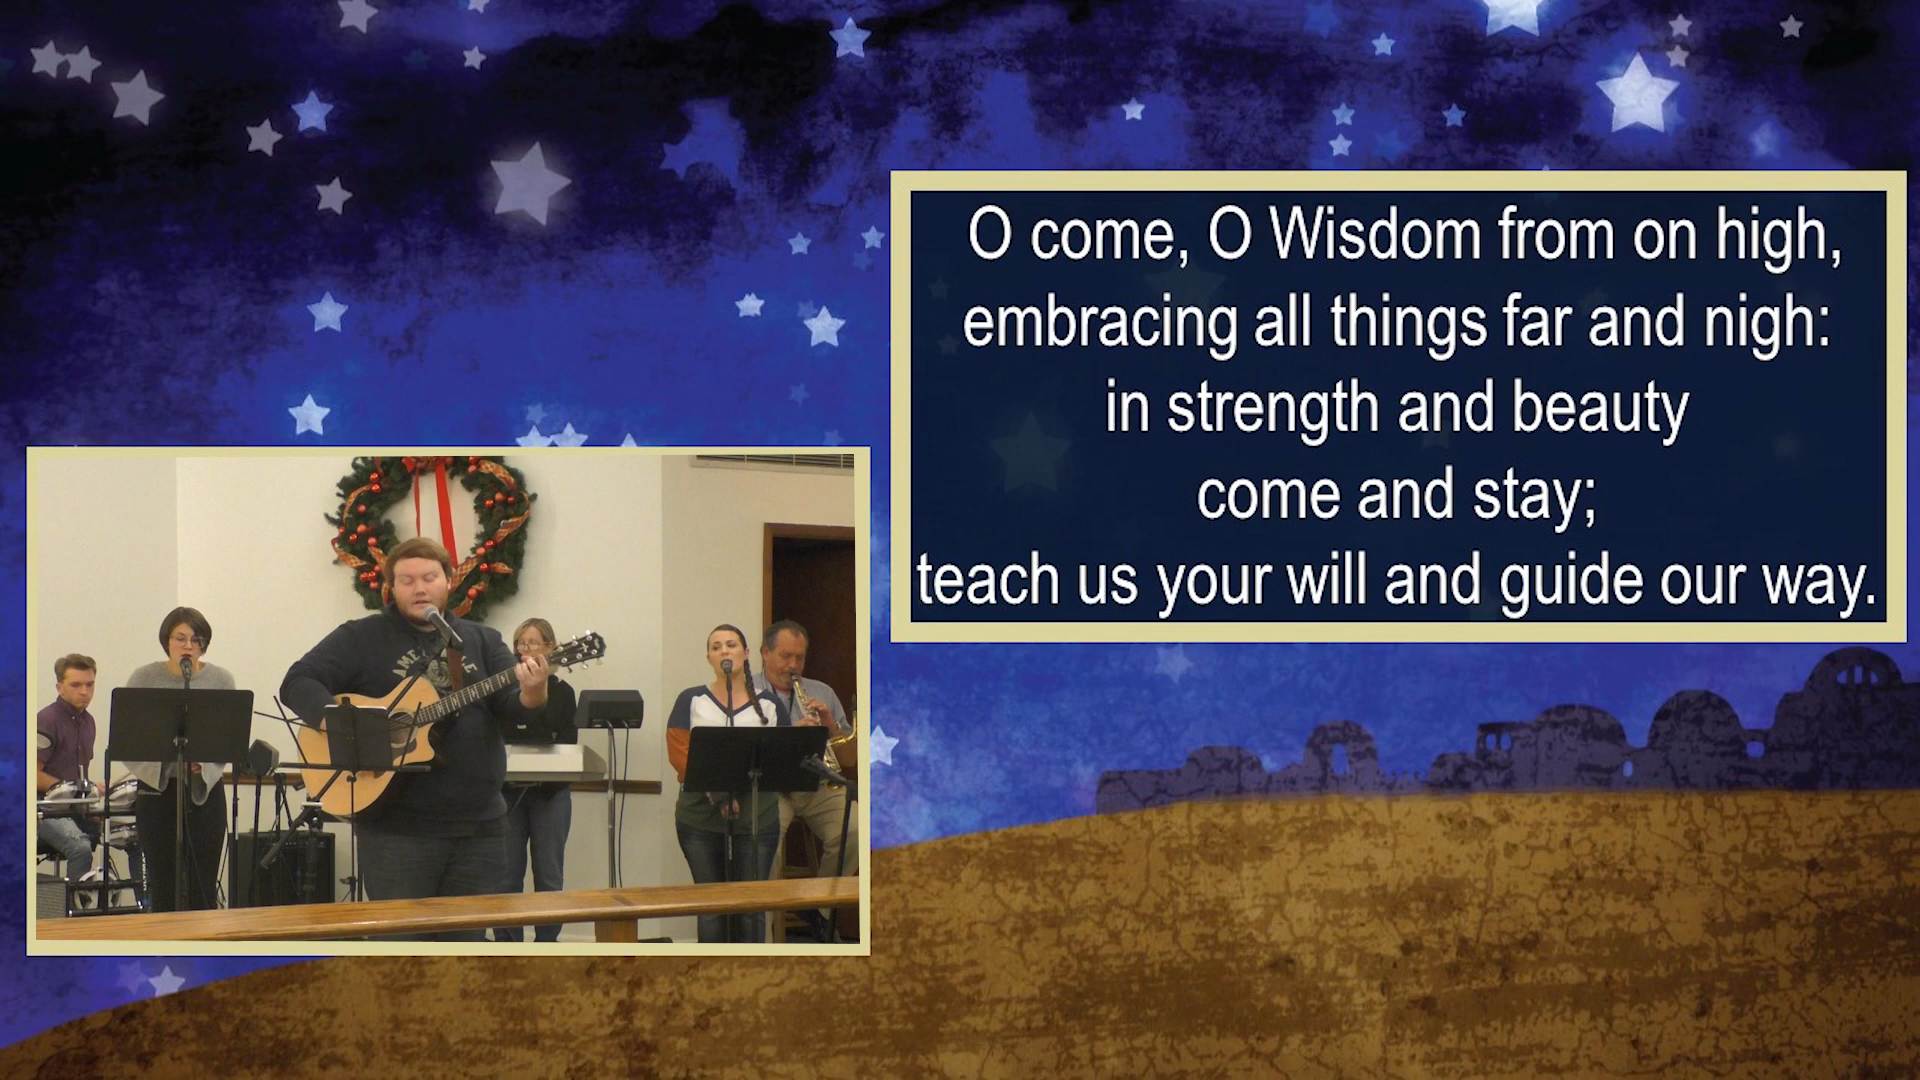 O come, O Wisdom from on high,
embracing all things far and nigh:
in strength and beauty
come and stay;
teach us your will and guide our way.